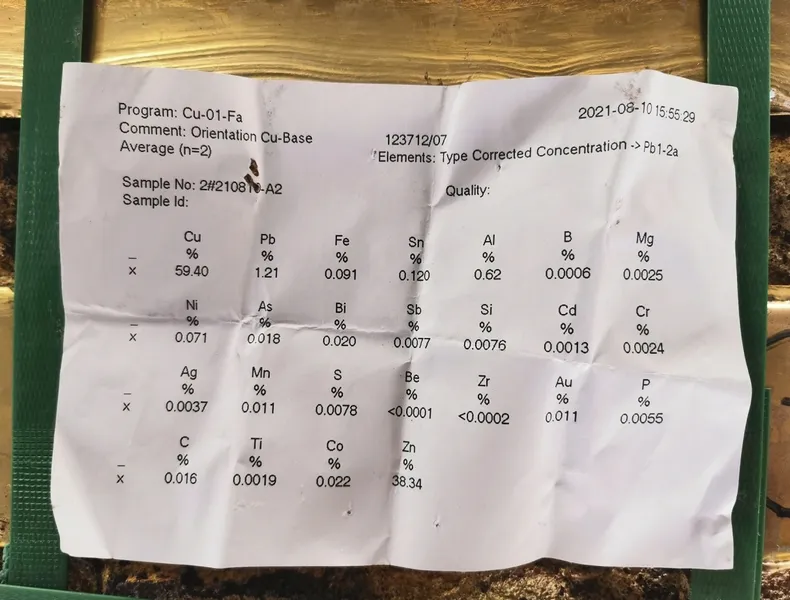 Program: Cu-01-Fa
2021-08-10 15:55:29
Comment: Orientation Cu-Base
123712/07
Average (n=2)
Elements: Type Corrected Concentration -> Pb1-2a
Sample No: 2#210810-A2
Quality:
Sample Id:
Cu Pb Fe Sn Al B Mg
% % % % % % %
x 59.40 1.21 0.091 0.120 0.62 0.0006 0.0025
Ni As Bi Sb Si Cd Cr
% % % % % % %
x 0.071 0.018 0.020 0.0077 0.0076 0.0013 0.0024
Ag Mn S Be Zr Au P
% % % % % % %
x 0.0037 0.011 0.0078 <0.0001 <0.0002 0.011 0.0055
C Ti Co Zn
% % % %
x 0.016 0.0019 0.022 38.34